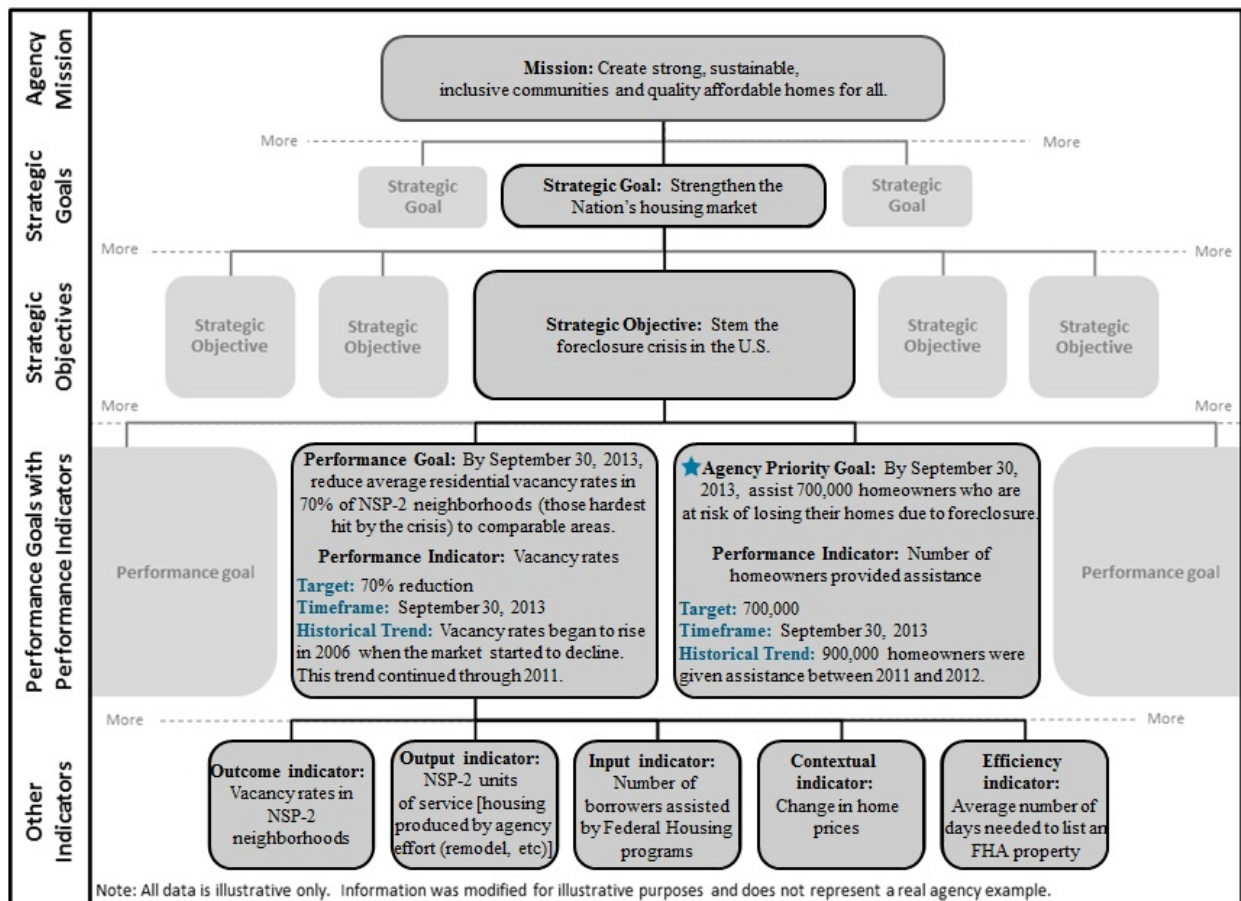 Agency
Mission
Mission: Create strong, sustainable,
inclusive communities and quality affordable homes for all.
More
More
Strategic
Goals
Strategic
Goal
Strategic Goal: Strengthen the
Nation's housing market
Strategic
Goal
More
More
Strategic
Objectives
Strategic
Objective
Strategic
Objective
Strategic Objective: Stem the
foreclosure crisis in the U.S.
Strategic
Objective
Strategic
Objective
More
More
Performance Goals with
Performance Indicators
Performance goal
Performance Goal: By September 30, 2013,
reduce average residential vacancy rates in
70% of NSP-2 neighborhoods (those hardest
hit by the crisis) to comparable areas.
Performance Indicator: Vacancy rates
Target: 70% reduction
Timeframe: September 30, 2013
Historical Trend: Vacancy rates began to rise
in 2006 when the market started to decline.
This trend continued through 2011.
Agency Priority Goal: By September 30,
2013, assist 700,000 homeowners who are
at risk of losing their homes due to foreclosure.
Performance Indicator: Number of
homeowners provided assistance
Target: 700,000
Timeframe: September 30, 2013
Historical Trend: 900,000 homeowners were
given assistance between 2011 and 2012.
Performance goal
More
More
Other
Indicators
Outcome indicator:
Vacancy rates in
NSP-2
neighborhoods
Output indicator:
NSP-2 units
of service [housing
produced by agency
effort (remodel, etc)]
Input indicator:
Number of
borrowers assisted
by Federal Housing
programs
Contextual
indicator:
Change in home
prices
Efficiency
indicator:
Average number of
days needed to list an
FHA property
Note: All data is illustrative only. Information was modified for illustrative purposes and does not represent a real agency example.